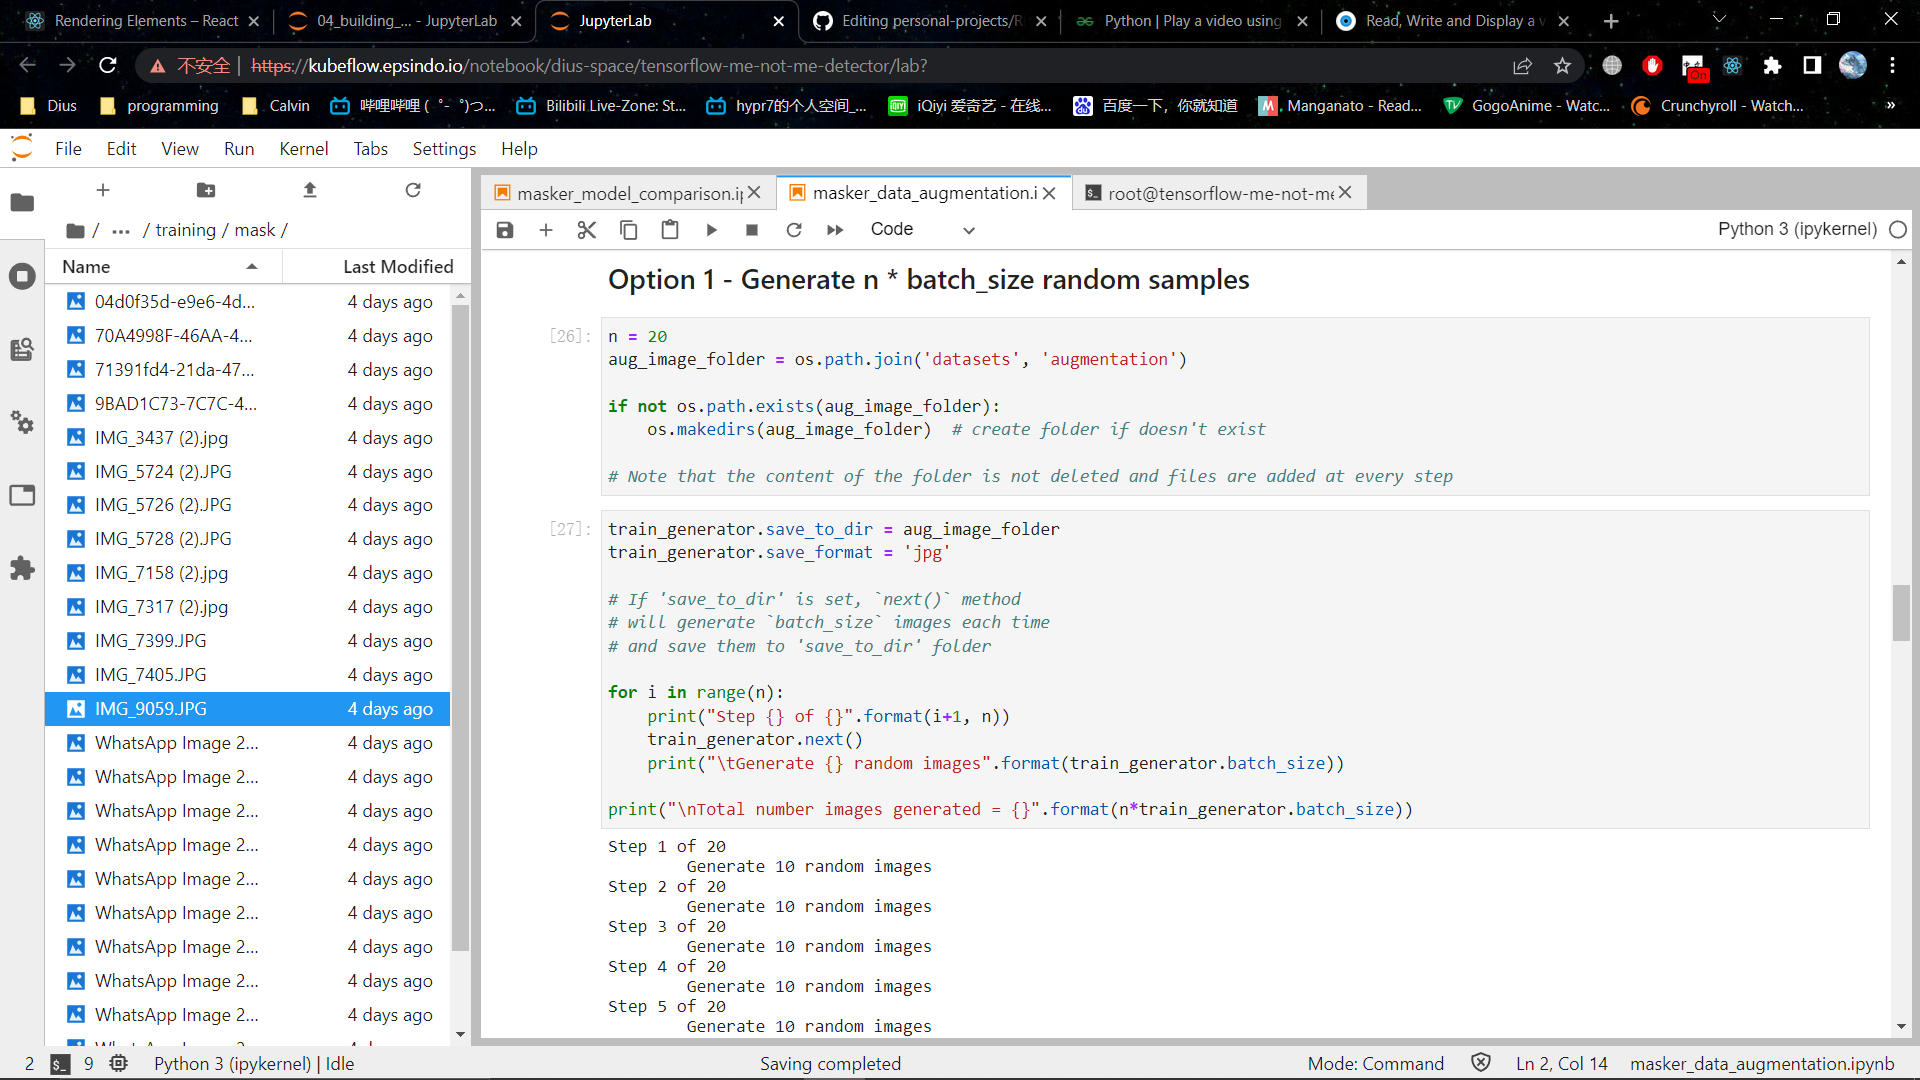 Rendering Elements – React
04_building_... - JupyterLab
JupyterLab
Editing personal-projects/R
Python | Play a video using
Read, Write and Display a v
不安全 | https://kubeflow.epsindo.io/notebook/dius-space/tensorflow-me-not-me-detector/lab?
On
Dius
programming
Calvin
哔哩哔哩 ( ゜- ゜)つ...
Bilibili Live-Zone: St...
hypr7的个人空间_...
iQiyi 爱奇艺 - 在线...
百度一下，你就知道
Manganato - Read...
GogoAnime - Watc...
Crunchyroll - Watch...
»
File Edit View Run Kernel Tabs Settings Help
masker_model_comparison.ij
masker_data_augmentation.i
root@tensorflow-me-not-me
/ ... / training / mask /
Code
Python 3 (ipykernel)
Name Last Modified
04d0f35d-e9e6-4d... 4 days ago
70A4998F-46AA-4... 4 days ago
71391fd4-21da-47... 4 days ago
9BAD1C73-7C7C-4... 4 days ago
IMG_3437 (2).jpg 4 days ago
IMG_5724 (2).JPG 4 days ago
IMG_5726 (2).JPG 4 days ago
IMG_5728 (2).JPG 4 days ago
IMG_7158 (2).jpg 4 days ago
IMG_7317 (2).jpg 4 days ago
IMG_7399.JPG 4 days ago
IMG_7405.JPG 4 days ago
IMG_9059.JPG 4 days ago
WhatsApp Image 2... 4 days ago
WhatsApp Image 2... 4 days ago
WhatsApp Image 2... 4 days ago
WhatsApp Image 2... 4 days ago
WhatsApp Image 2... 4 days ago
WhatsApp Image 2... 4 days ago
WhatsApp Image 2... 4 days ago
WhatsApp Image 2... 4 days ago
WhatsApp Image 2... 4 days ago
Option 1 - Generate n * batch_size random samples
[26]:
n = 20
aug_image_folder = os.path.join('datasets', 'augmentation')
if not os.path.exists(aug_image_folder):
    os.makedirs(aug_image_folder)  # create folder if doesn't exist
# Note that the content of the folder is not deleted and files are added at every step
[27]:
train_generator.save_to_dir = aug_image_folder
train_generator.save_format = 'jpg'
# If 'save_to_dir' is set, `next()` method
# will generate `batch_size` images each time
# and save them to 'save_to_dir' folder
for i in range(n):
    print("Step {} of {}".format(i+1, n))
    train_generator.next()
    print("\tGenerate {} random images".format(train_generator.batch_size))
print("\nTotal number images generated = {}".format(n*train_generator.batch_size))
Step 1 of 20
        Generate 10 random images
Step 2 of 20
        Generate 10 random images
Step 3 of 20
        Generate 10 random images
Step 4 of 20
        Generate 10 random images
Step 5 of 20
        Generate 10 random images
2 $_ 9 Python 3 (ipykernel) | Idle
Saving completed
Mode: Command
Ln 2, Col 14
masker_data_augmentation.ipynb